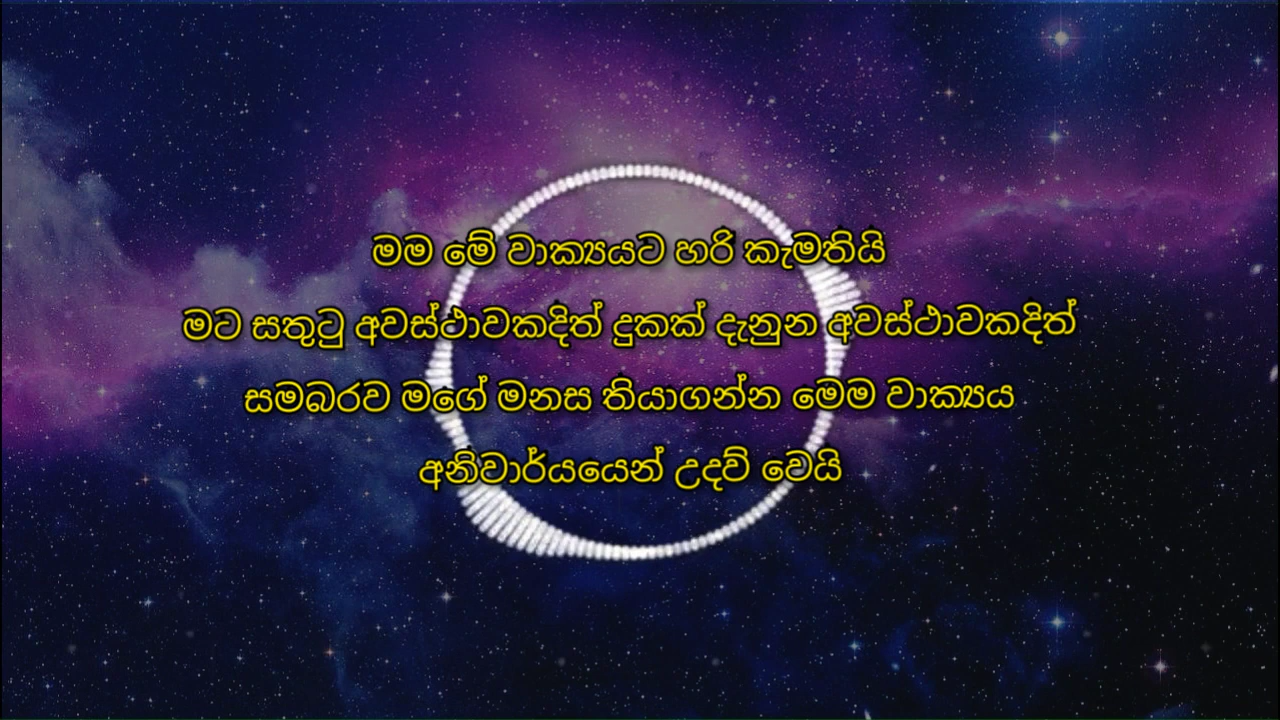 මම මේ වාක්‍යයට හරි කැමතියි
මට සතුටු අවස්ථාවකදිත් දුකක් දැනුන අවස්ථාවකදිත්
සමබරව මගේ මනස තියාගන්න මෙම වාක්‍යය
අනිවාර්යයෙන් උදව් වෙයි